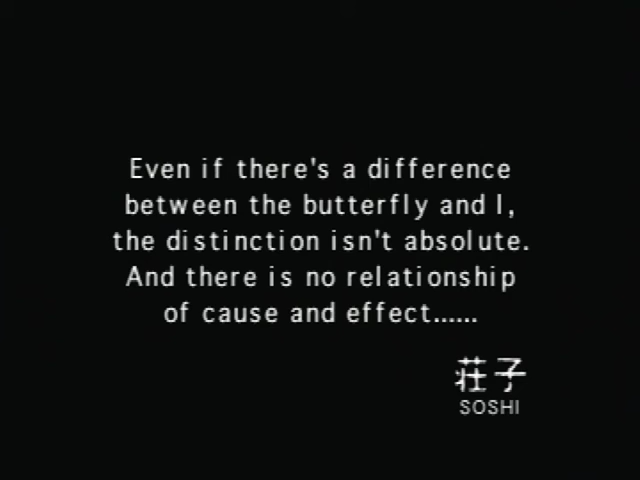 Even if there's a difference
between the butterfly and I,
the distinction isn't absolute.
And there is no relationship
of cause and effect......
荘子
SOSHI